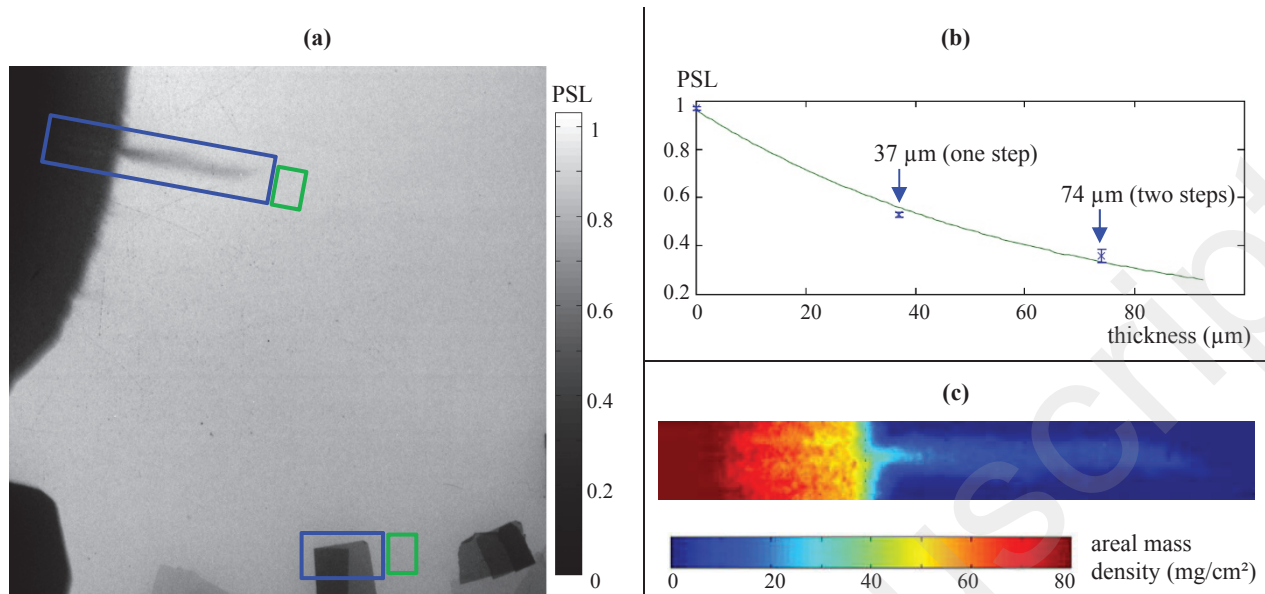 (a)
PSL
1
0.8
0.6
0.4
0.2
0
(b)
PSL
1
0.8
0.6
0.4
0.2
37 µm (one step)
74 µm (two steps)
0
20
40
60
80
thickness (µm)
(c)
0
20
40
60
80
areal mass
density (mg/cm²)
uscript